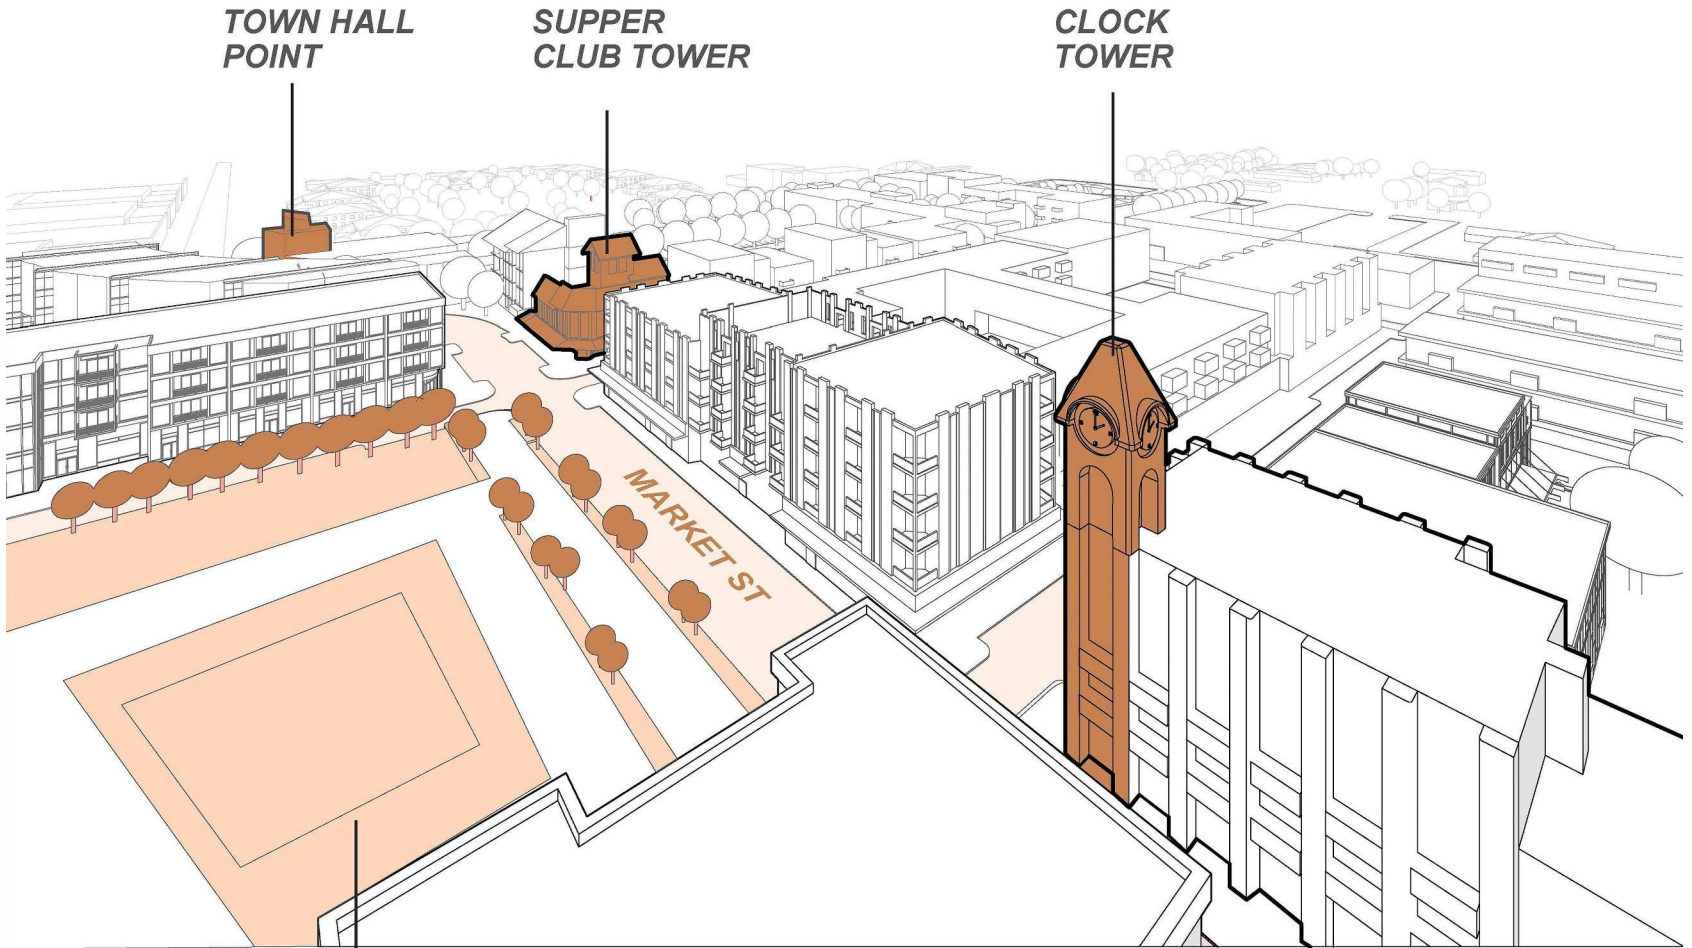 TOWN HALL
POINT
SUPPER
CLUB TOWER
CLOCK
TOWER
MARKET ST